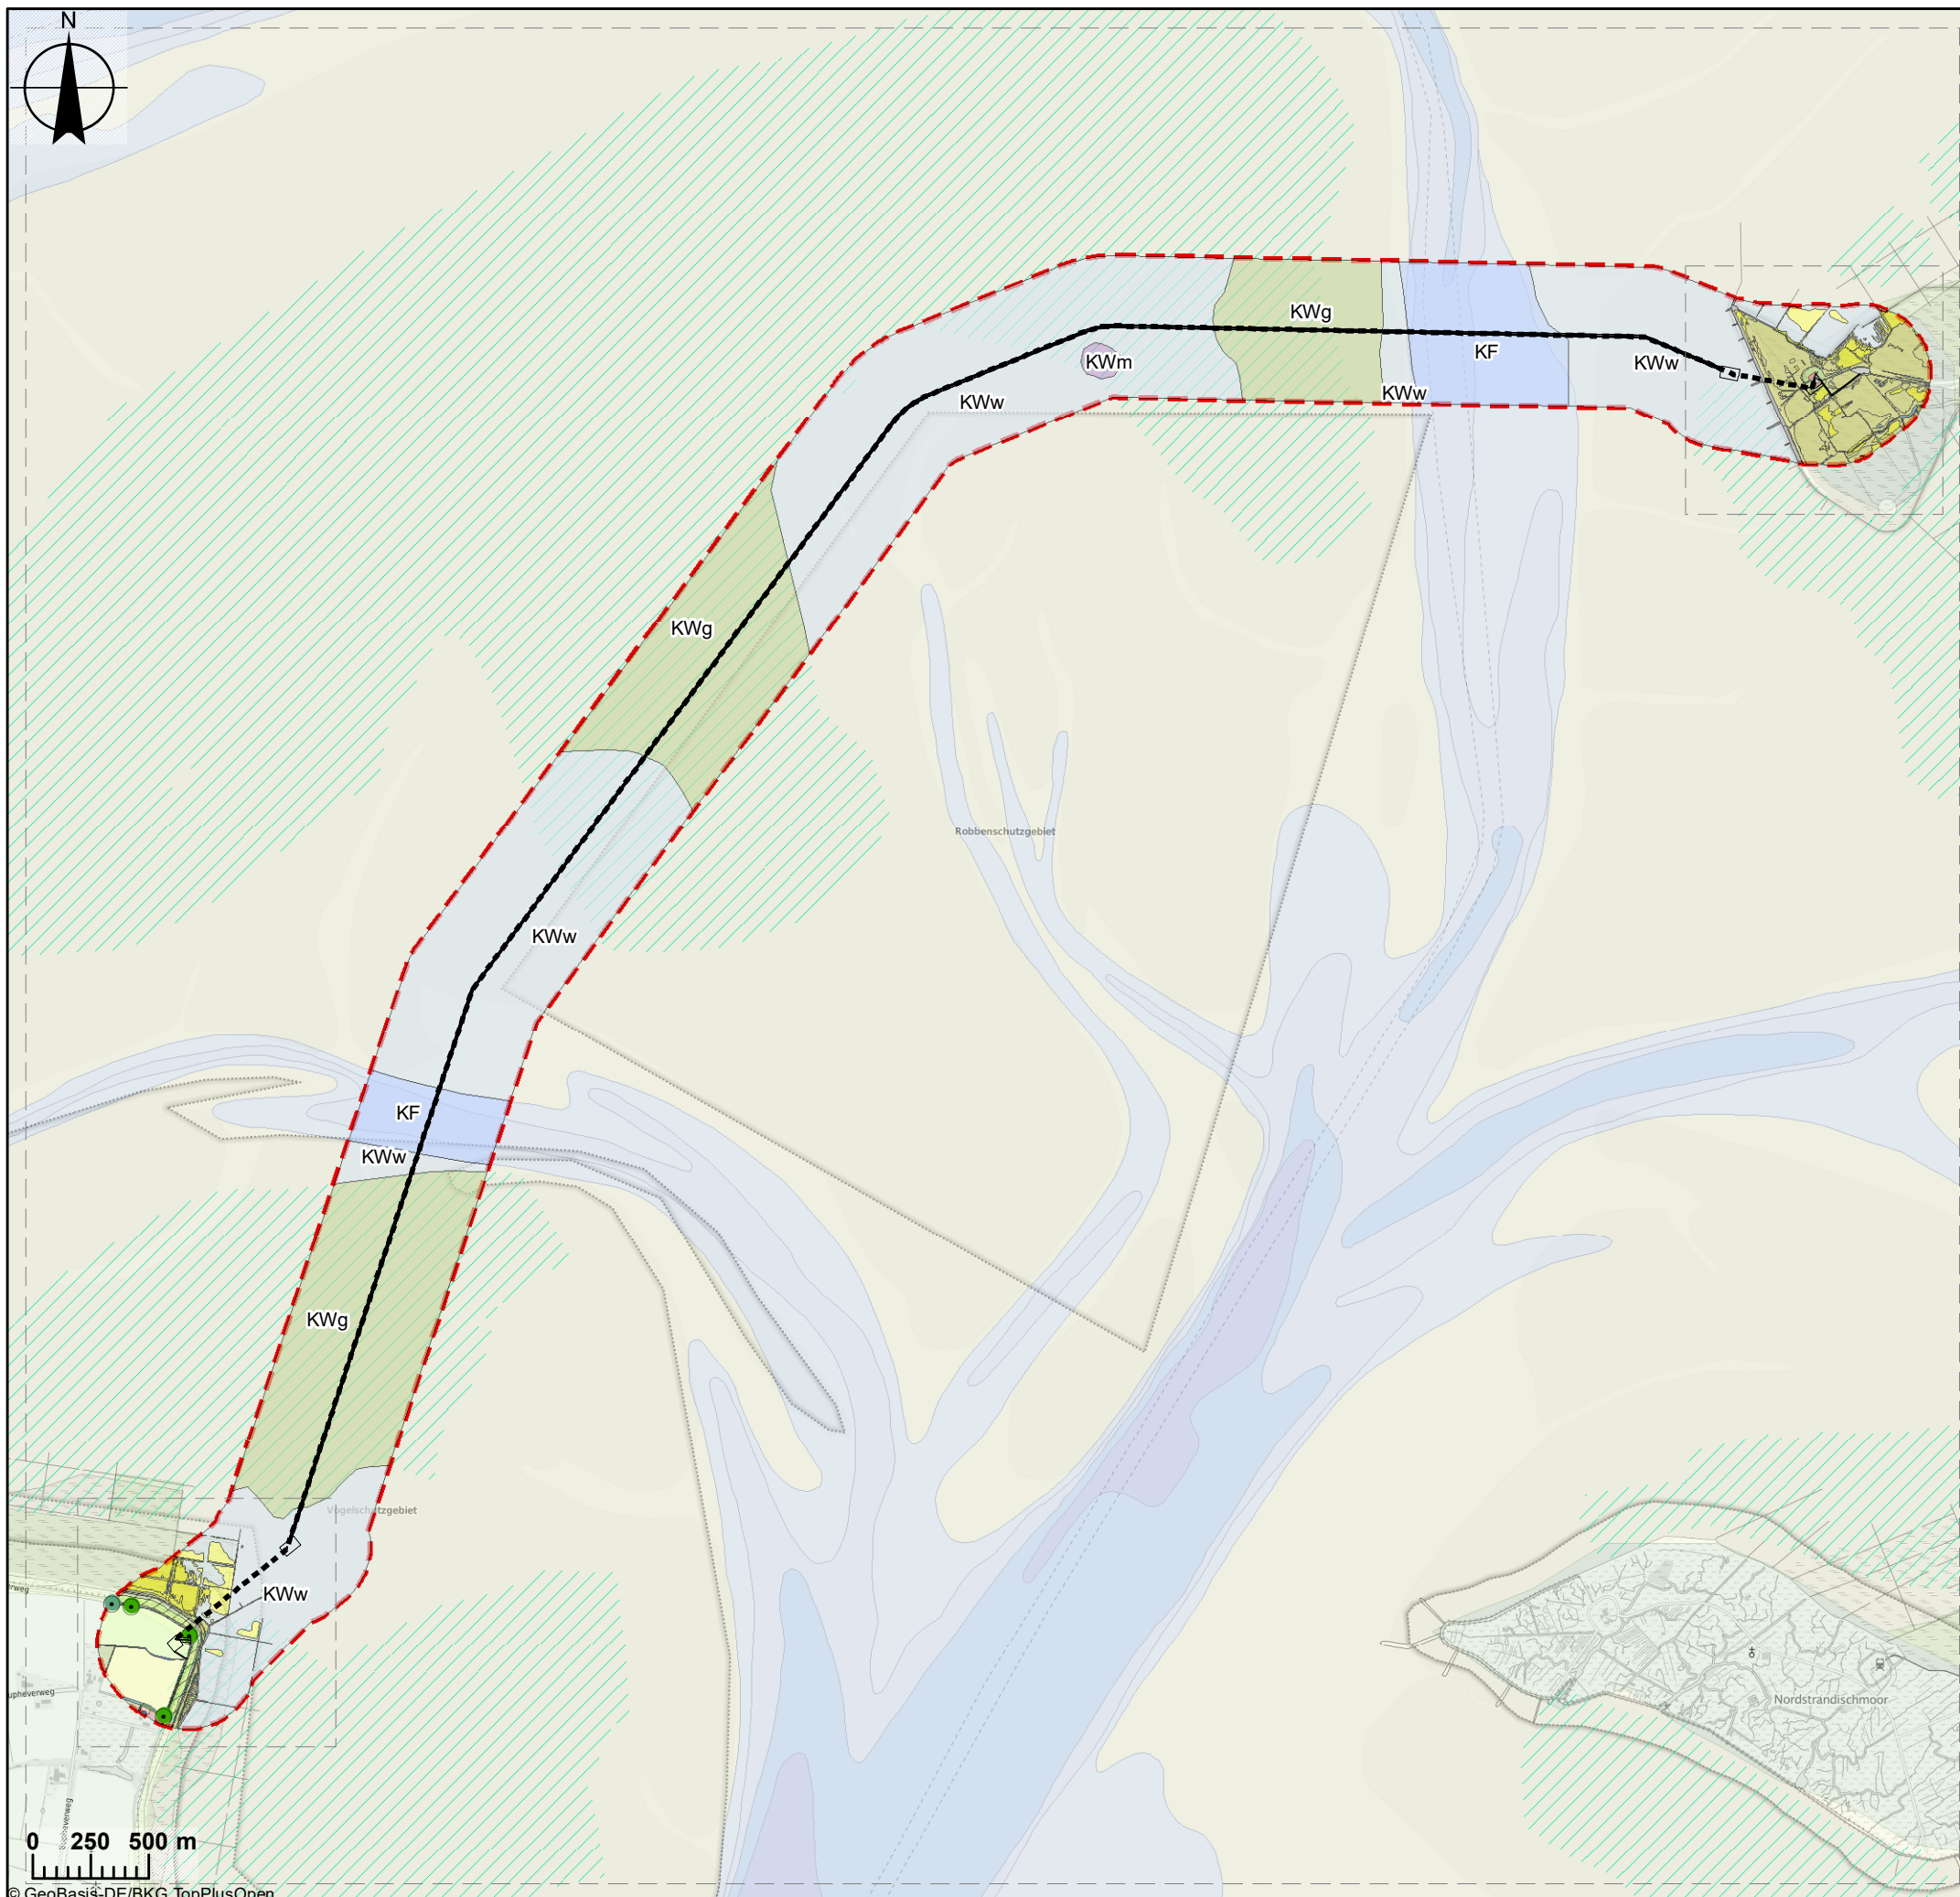 N
KWg
KF
KWw
KWm
KWw
KWw
KWg
Robbenschutzgebiet
KWw
KF
KWw
KWg
Vogelschutzgebiet
KWw
Nordstrandischmoor
0 250 500 m
© GeoBasis-DE/BKG TopPlusOpen